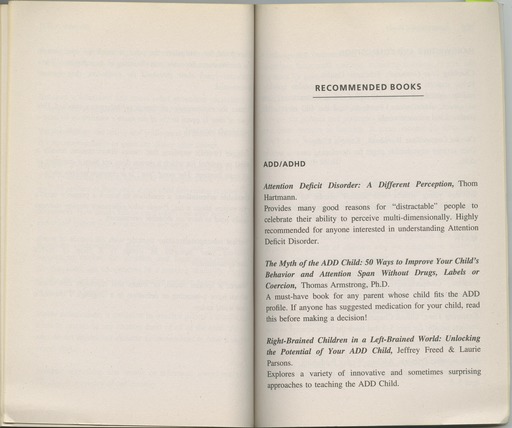 RECOMMENDED BOOKS
ADD/ADHD
Attention Deficit Disorder: A Different Perception, Thom
Hartmann.
Provides many good reasons for “distractable” people to
celebrate their ability to perceive multi-dimensionally. Highly
recommended for anyone interested in understanding Attention
Deficit Disorder.
The Myth of the ADD Child: 50 Ways to Improve Your Child's
Behavior and Attention Span Without Drugs, Labels or
Coercion, Thomas Armstrong, Ph.D.
A must-have book for any parent whose child fits the ADD
profile. If anyone has suggested medication for your child, read
this before making a decision!
Right-Brained Children in a Left-Brained World: Unlocking
the Potential of Your ADD Child, Jeffrey Freed & Laurie
Parsons.
Explores a variety of innovative and sometimes surprising
approaches to teaching the ADD Child.